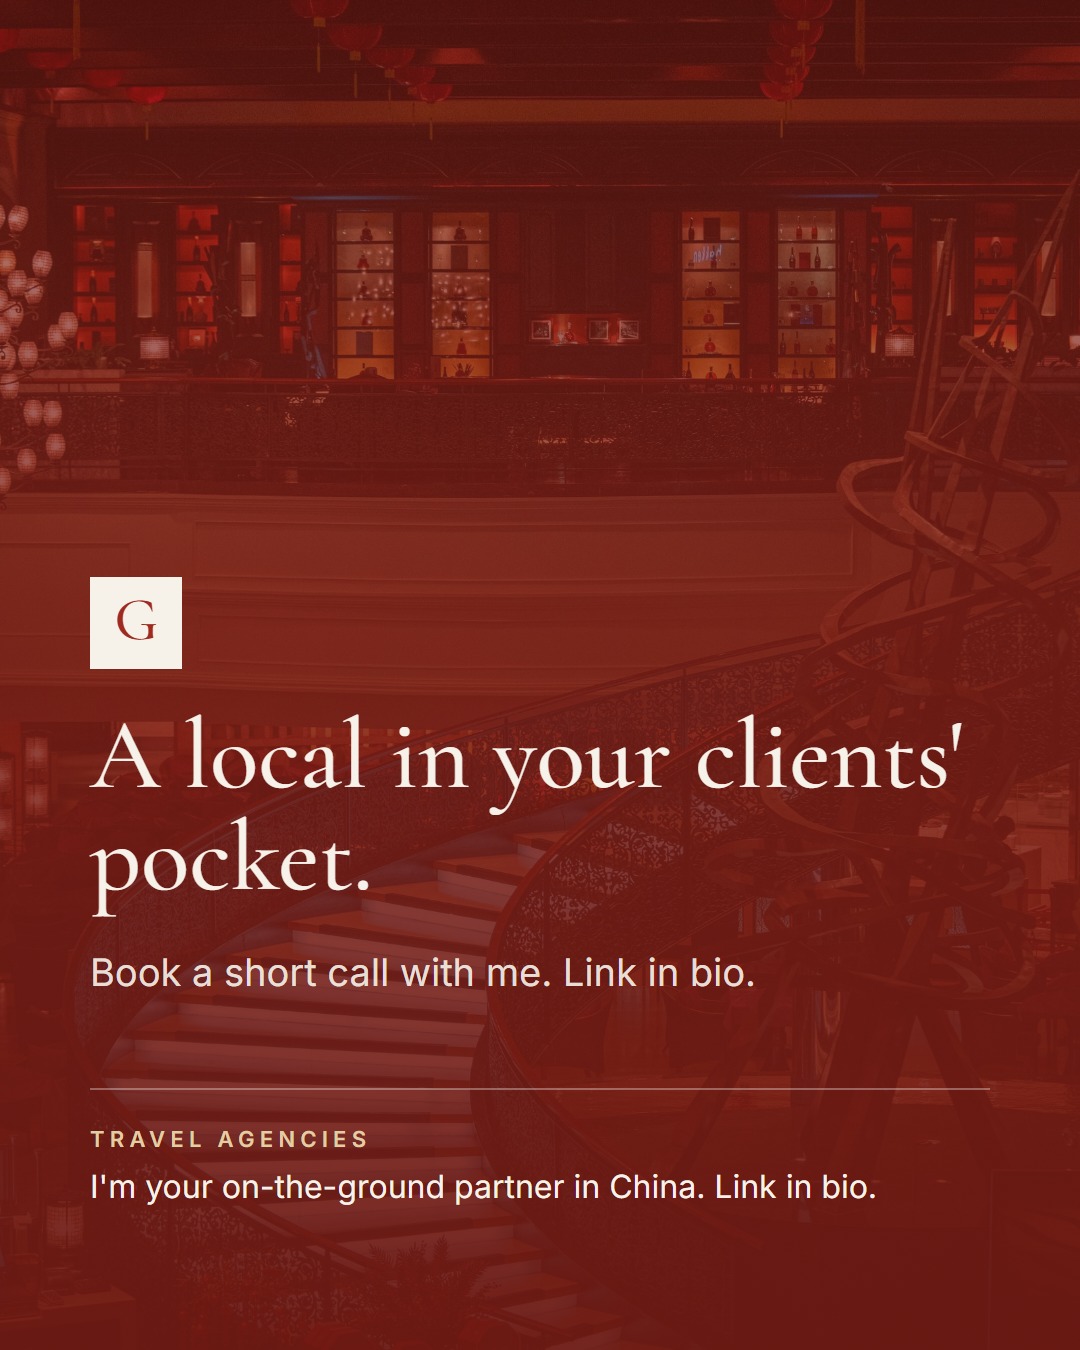 G
A local in your clients'
pocket.
Book a short call with me. Link in bio.
TRAVEL AGENCIES
I'm your on-the-ground partner in China. Link in bio.